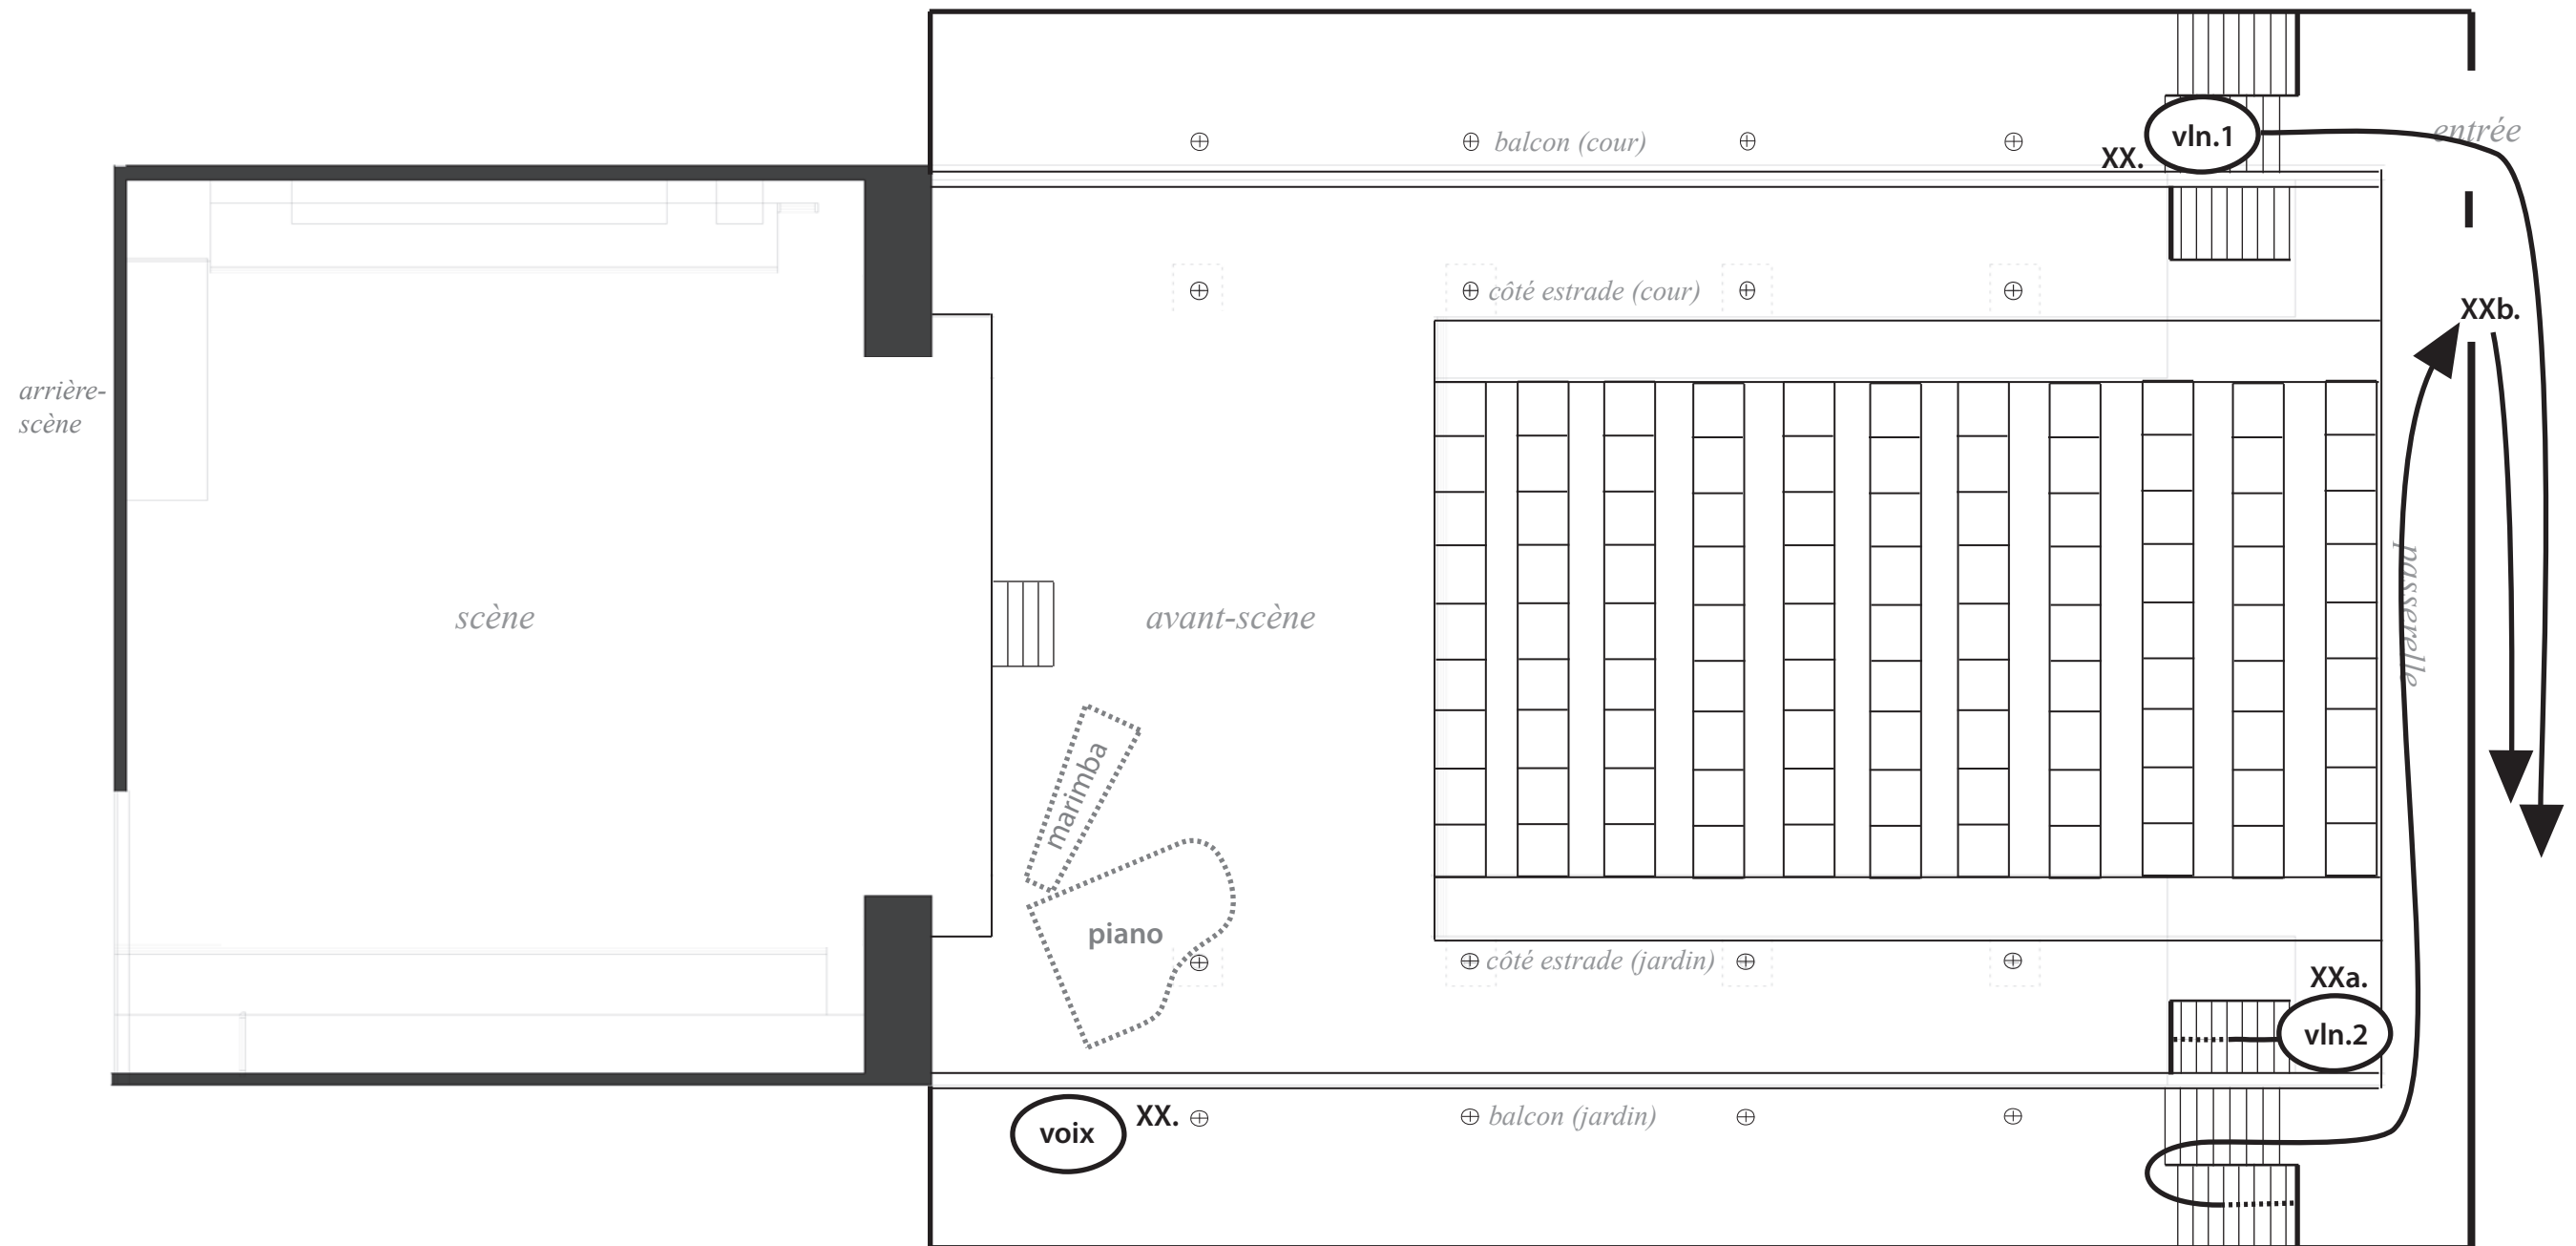 vln.1
entrée
balcon (cour)
XX.
côté estrade (cour)
XXb.
arrière-
scène
scène
avant-scène
passerelle
marimba
piano
côté estrade (jardin)
XXa.
vln.2
voix
XX.
balcon (jardin)